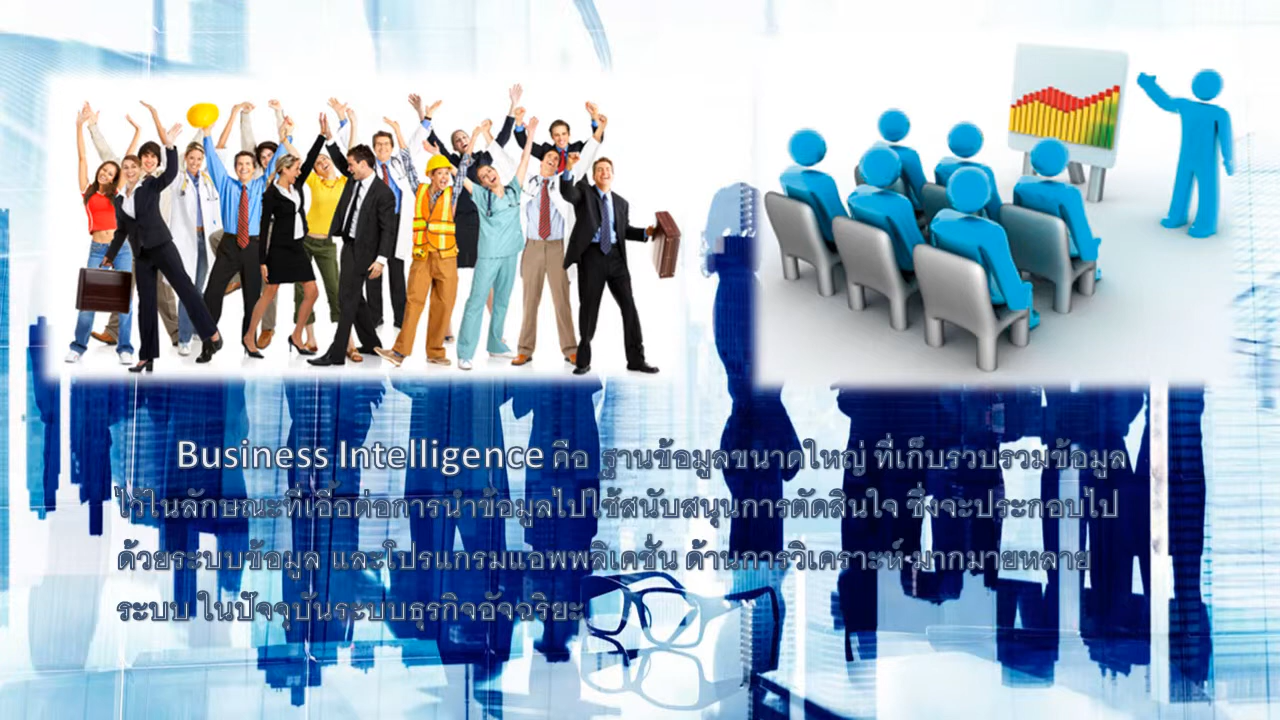 Business Intelligence คือ ฐานข้อมูลขนาดใหญ่ ที่เก็บรวบรวมข้อมูล
ไว้ในลักษณะที่เอื้อต่อการนำข้อมูลไปใช้สนับสนุนการตัดสินใจ ซึ่งจะประกอบไป
ด้วยระบบข้อมูล และโปรแกรมแอพพลิเคชั่น ด้านการวิเคราะห์ มากมายหลาย
ระบบ ในปัจจุบันระบบธุรกิจอัจฉริยะ